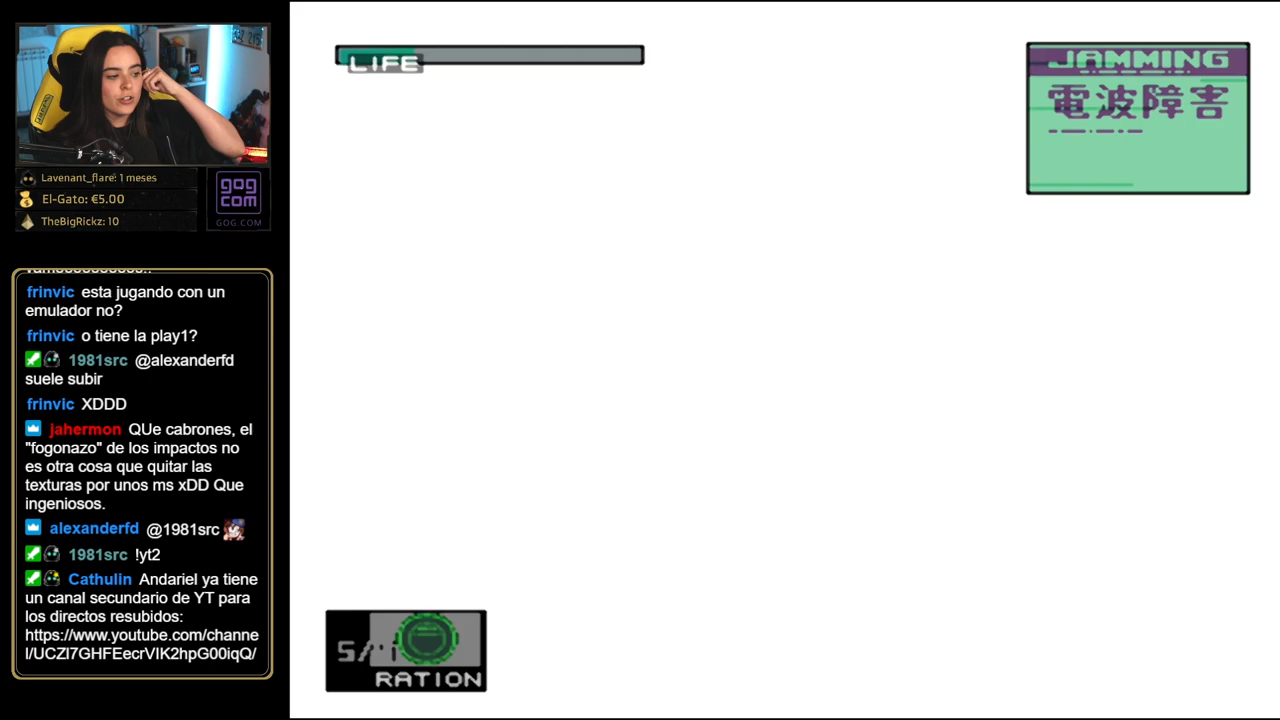 LIFE
JAMMING
電波障害
Lavenant_flare: 1 meses
El-Gato: €5.00
TheBigRickz: 10
gog
com
GOG.COM
frinvic esta jugando con un
emulador no?
frinvic o tiene la play1?
1981src @alexanderfd
suele subir
frinvic XDDD
jahermon QUe cabrones, el
"fogonazo" de los impactos no
es otra cosa que quitar las
texturas por unos ms xDD Que
ingeniosos.
alexanderfd @1981src
1981src !yt2
Cathulin Andariel ya tiene
un canal secundario de YT para
los directos resubidos:
https://www.youtube.com/channe
l/UCZl7GHFEecrVIK2hpG00iqQ/
RATION